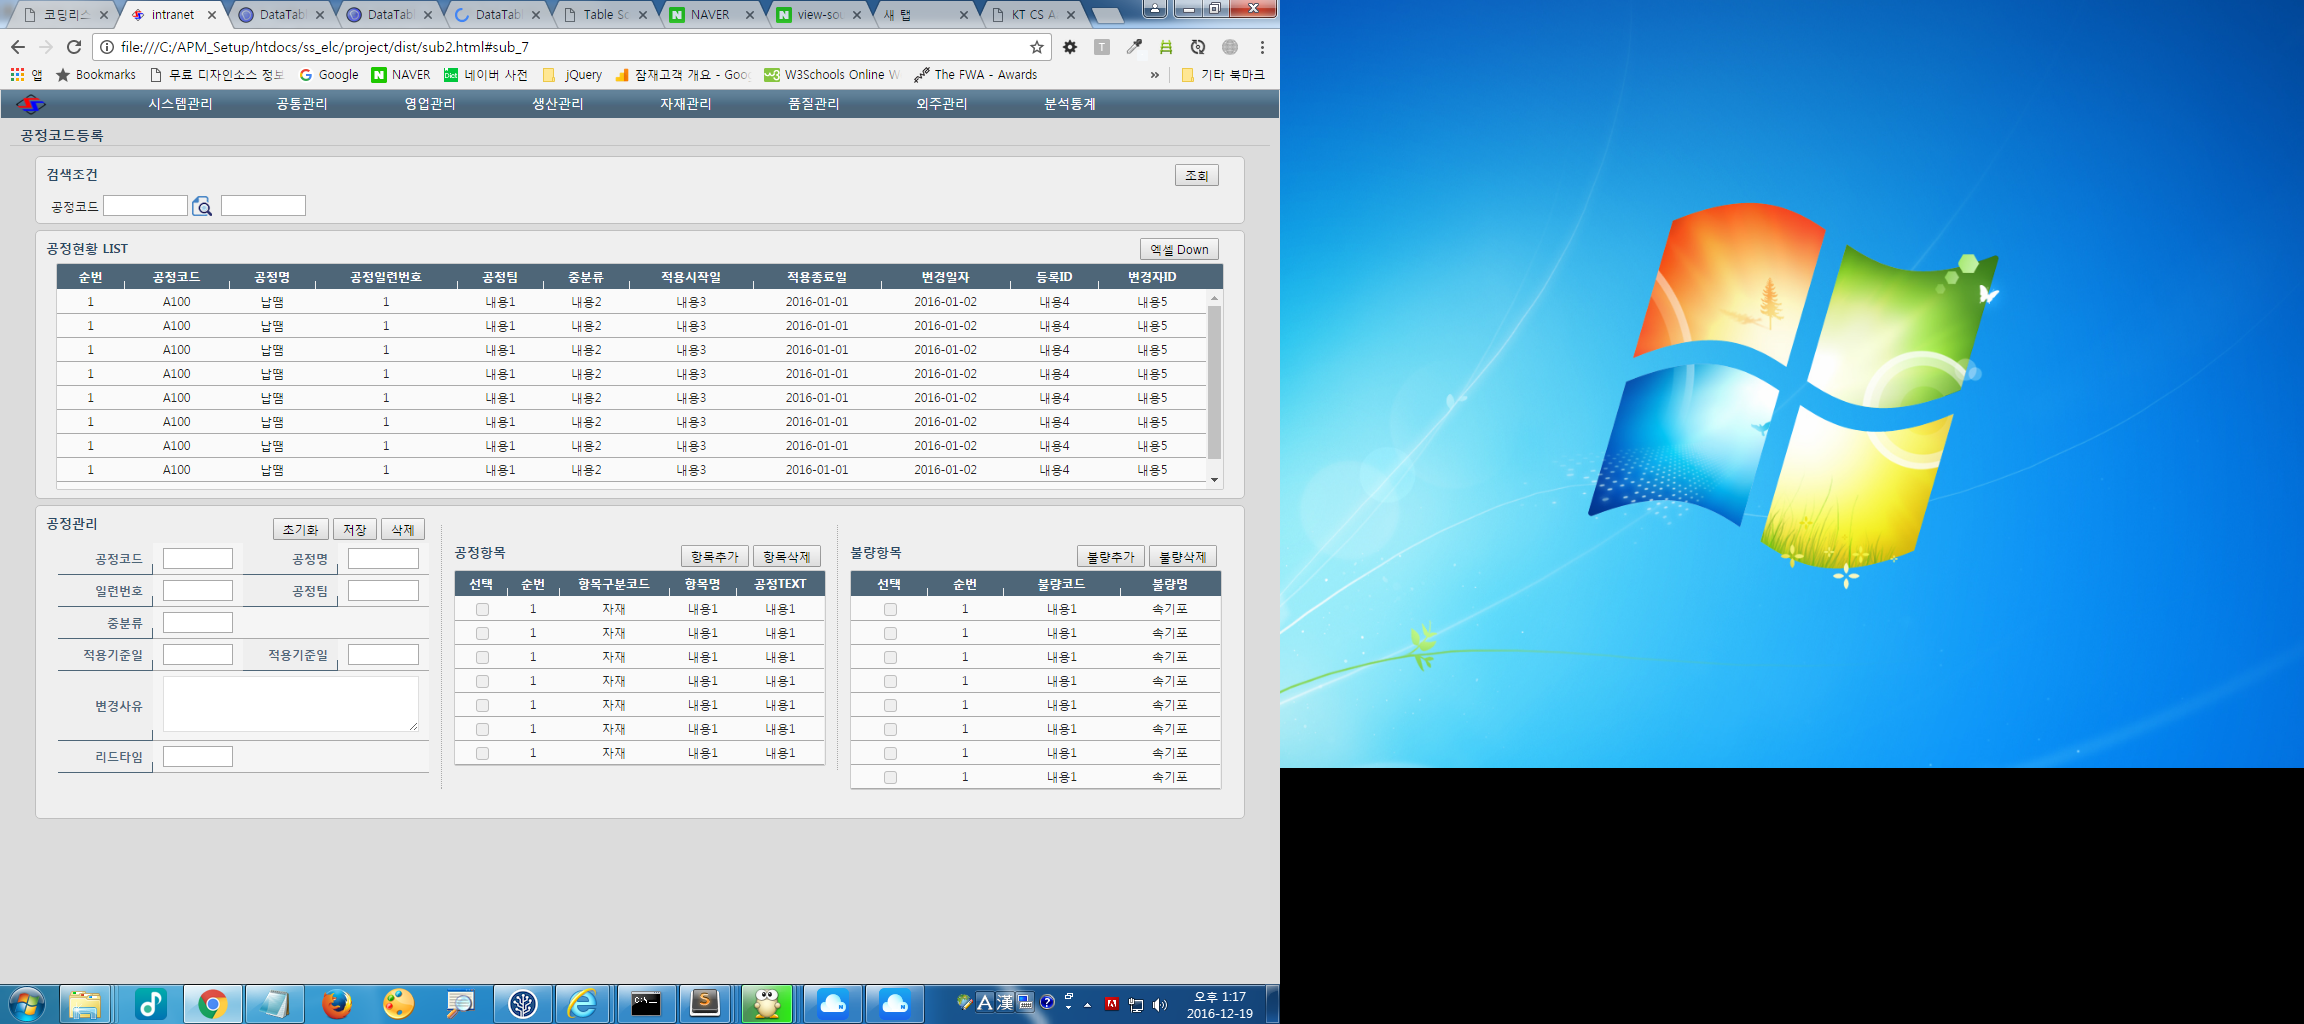 코딩리스
intranet
DataTab
DataTab
DataTab
Table Sc
NAVER
view-sou
새 탭
KT CS A
file:///C:/APM_Setup/htdocs/ss_elc/project/dist/sub2.html#sub_7
앱 Bookmarks 무료 디자인소스 정보 Google NAVER 네이버 사전 jQuery 잠재고객 개요 - Goo W3Schools Online W The FWA - Awards » 기타 북마크
시스템관리 공통관리 영업관리 생산관리 자재관리 품질관리 외주관리 분석통계
공정코드등록
검색조건 조회
공정코드
공정현황 LIST 엑셀 Down
순번 공정코드 공정명 공정일련번호 공정팀 중분류 적용시작일 적용종료일 변경일자 등록ID 변경자ID
1 A100 납땜 1 내용1 내용2 내용3 2016-01-01 2016-01-02 내용4 내용5
1 A100 납땜 1 내용1 내용2 내용3 2016-01-01 2016-01-02 내용4 내용5
1 A100 납땜 1 내용1 내용2 내용3 2016-01-01 2016-01-02 내용4 내용5
1 A100 납땜 1 내용1 내용2 내용3 2016-01-01 2016-01-02 내용4 내용5
1 A100 납땜 1 내용1 내용2 내용3 2016-01-01 2016-01-02 내용4 내용5
1 A100 납땜 1 내용1 내용2 내용3 2016-01-01 2016-01-02 내용4 내용5
1 A100 납땜 1 내용1 내용2 내용3 2016-01-01 2016-01-02 내용4 내용5
1 A100 납땜 1 내용1 내용2 내용3 2016-01-01 2016-01-02 내용4 내용5
공정관리 초기화 저장 삭제
공정코드 공정명
일련번호 공정팀
중분류
적용기준일 적용기준일
변경사유
리드타임
공정항목 항목추가 항목삭제
선택 순번 항목구분코드 항목명 공정TEXT
1 자재 내용1 내용1
1 자재 내용1 내용1
1 자재 내용1 내용1
1 자재 내용1 내용1
1 자재 내용1 내용1
1 자재 내용1 내용1
1 자재 내용1 내용1
불량항목 불량추가 불량삭제
선택 순번 불량코드 불량명
1 내용1 속기포
1 내용1 속기포
1 내용1 속기포
1 내용1 속기포
1 내용1 속기포
1 내용1 속기포
1 내용1 속기포
1 내용1 속기포
A 漢
오후 1:17
2016-12-19